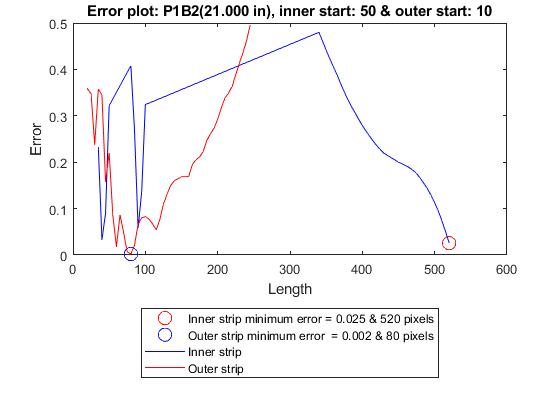 Error plot: P1B2(21.000 in), inner start: 50 & outer start: 10
0.5
0.4
0.3
0.2
0.1
0
Error
0 100 200 300 400 500 600
Length
Inner strip minimum error = 0.025 & 520 pixels
Outer strip minimum error = 0.002 & 80 pixels
Inner strip
Outer strip